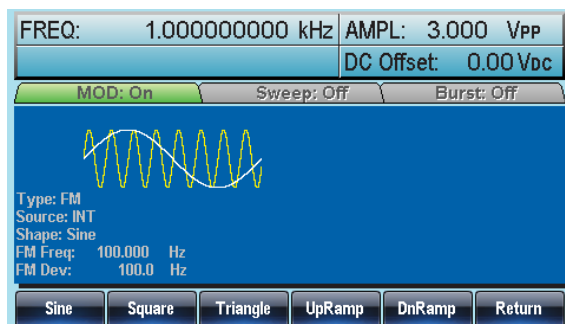 FREQ: 1.000000000 kHz AMPL: 3.000 VPP
DC Offset: 0.00 VDC
MOD: On Sweep: Off Burst: Off
Type: FM
Source: INT
Shape: Sine
FM Freq: 100.000 Hz
FM Dev: 100.0 Hz
Sine Square Triangle UpRamp DnRamp Return